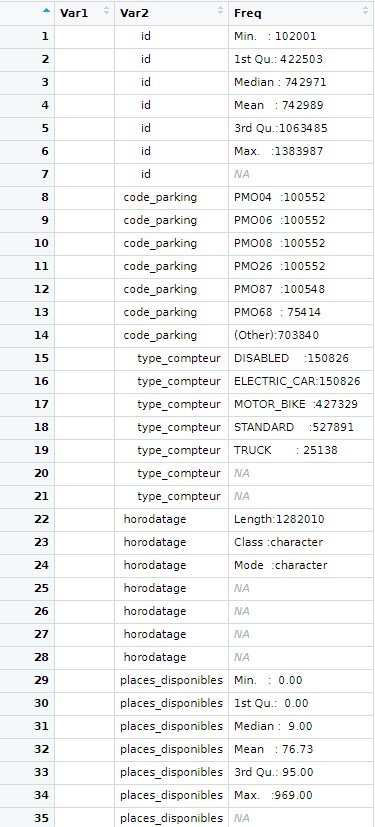 Var1 Var2 Freq
1 id Min. : 102001
2 id 1st Qu.: 422503
3 id Median : 742971
4 id Mean : 742989
5 id 3rd Qu.:1063485
6 id Max. :1383987
7 id NA
8 code_parking PMO04 :100552
9 code_parking PMO06 :100552
10 code_parking PMO08 :100552
11 code_parking PMO26 :100552
12 code_parking PMO87 :100548
13 code_parking PMO68 : 75414
14 code_parking (Other):703840
15 type_compteur DISABLED :150826
16 type_compteur ELECTRIC_CAR:150826
17 type_compteur MOTOR_BIKE :427329
18 type_compteur STANDARD :527891
19 type_compteur TRUCK : 25138
20 type_compteur NA
21 type_compteur NA
22 horodatage Length:1282010
23 horodatage Class :character
24 horodatage Mode :character
25 horodatage NA
26 horodatage NA
27 horodatage NA
28 horodatage NA
29 places_disponibles Min. : 0.00
30 places_disponibles 1st Qu.: 0.00
31 places_disponibles Median : 9.00
32 places_disponibles Mean : 76.73
33 places_disponibles 3rd Qu.: 95.00
34 places_disponibles Max. :969.00
35 places_disponibles NA